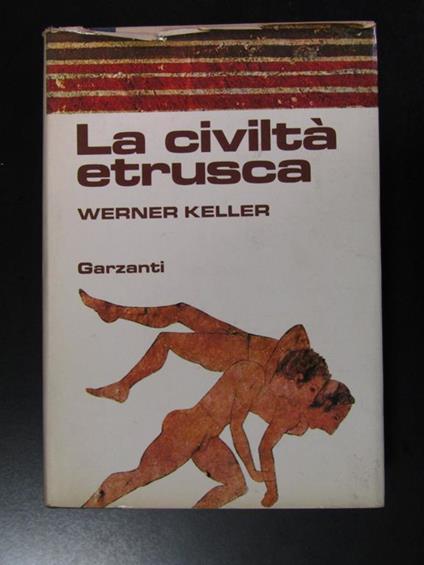 La civiltà
etrusca
WERNER KELLER
Garzanti